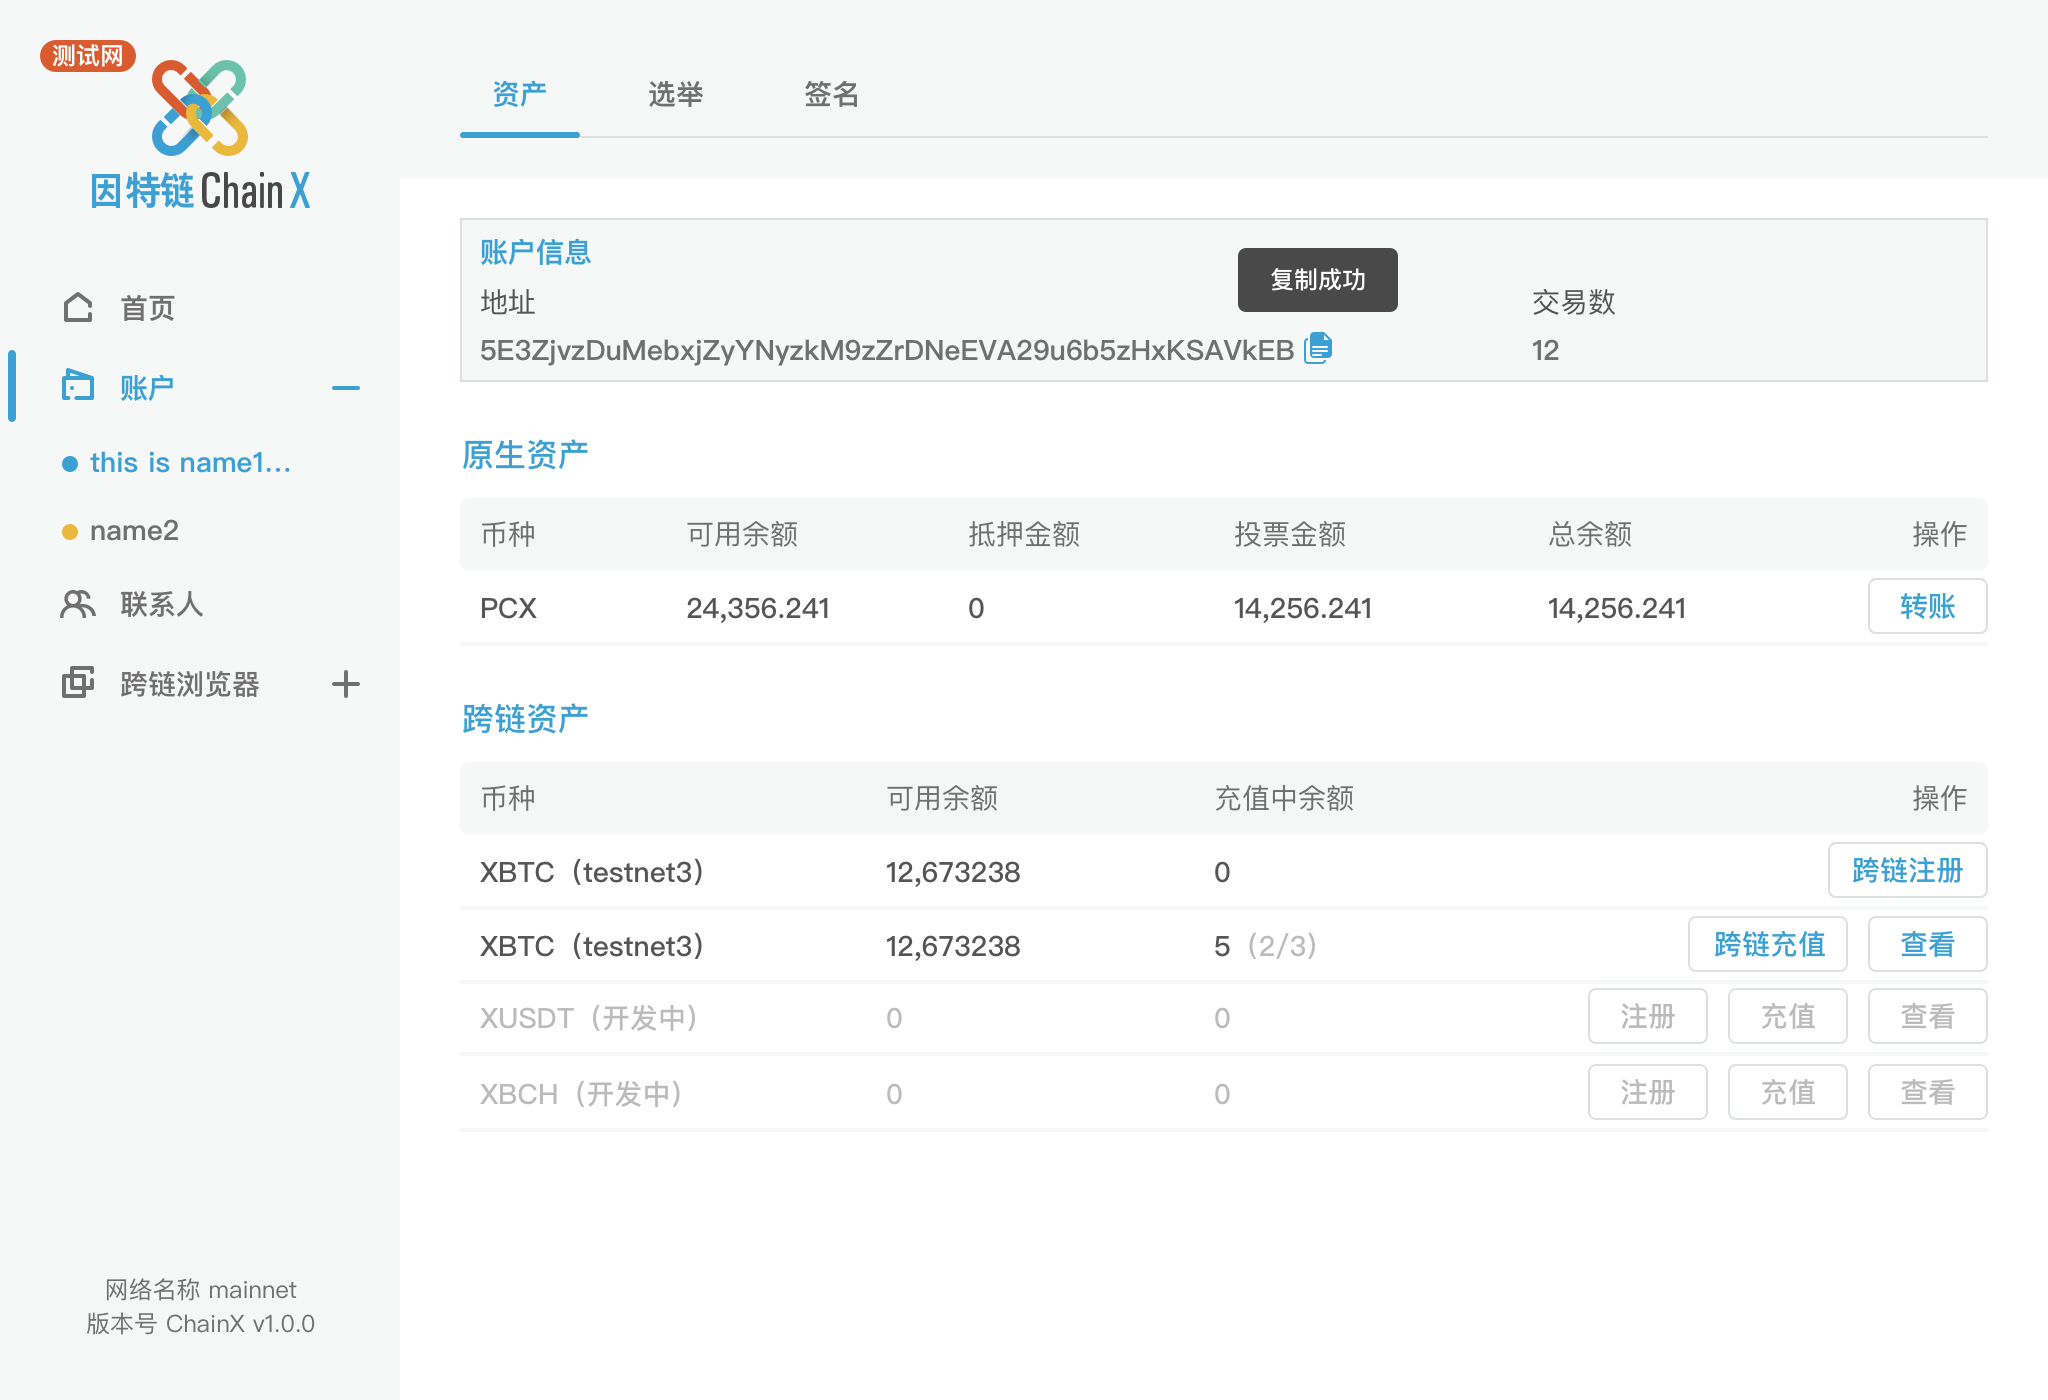 测试网
因特链 ChainX
首页
账户
this is name1...
name2
联系人
跨链浏览器
网络名称 mainnet
版本号 ChainX v1.0.0
资产 选举 签名
账户信息
复制成功
地址 交易数
5E3ZjvzDuMebxjZyYNyzkM9zZrDNeEVA29u6b5zHxKSAVkEB 12
原生资产
币种 可用余额 抵押金额 投票金额 总余额 操作
PCX 24,356.241 0 14,256.241 14,256.241 转账
跨链资产
币种 可用余额 充值中余额 操作
XBTC（testnet3） 12,673238 0 跨链注册
XBTC（testnet3） 12,673238 5（2/3） 跨链充值 查看
XUSDT（开发中） 0 0 注册 充值 查看
XBCH（开发中） 0 0 注册 充值 查看